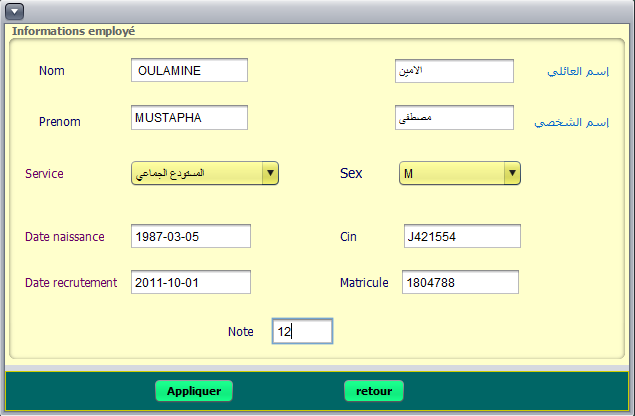 Informations employé
Nom OULAMINE الامين إسم العائلي
Prenom MUSTAPHA مصطفى إسم الشخصي
Service المستودع الجماعي Sex M
Date naissance 1987-03-05 Cin J421554
Date recrutement 2011-10-01 Matricule 1804788
Note 12
Appliquer retour